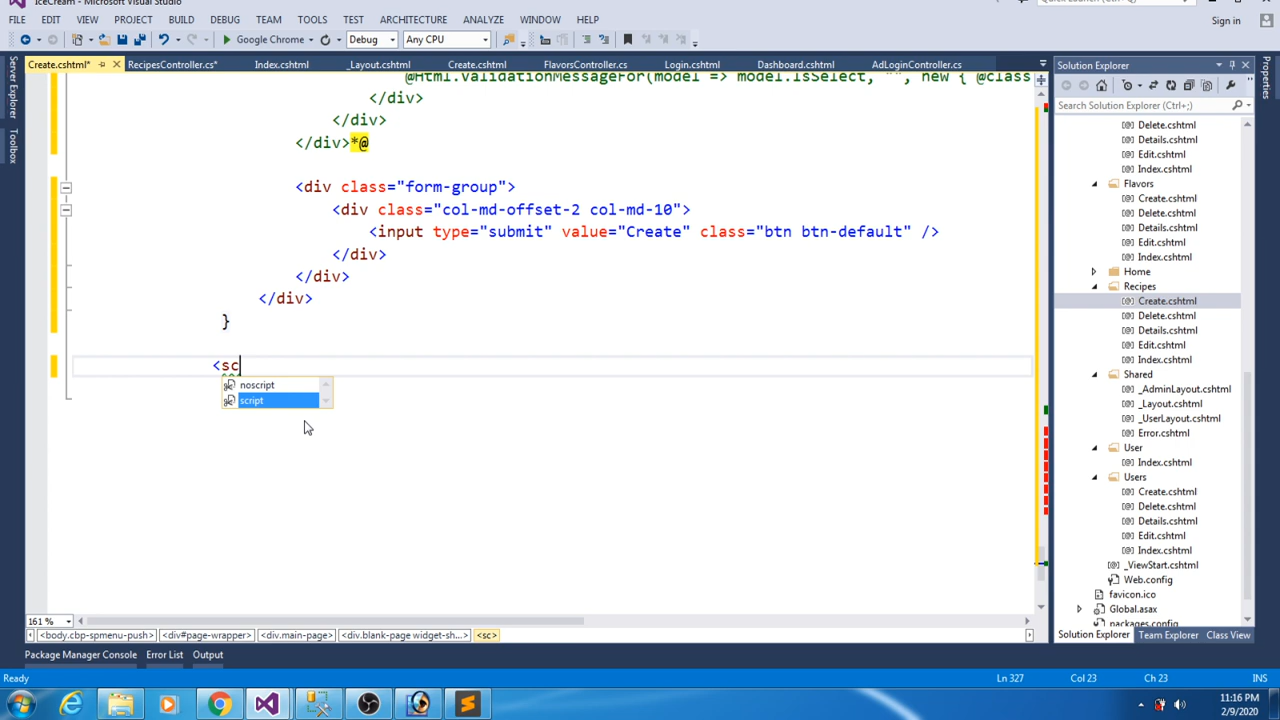 IceCream - Microsoft Visual Studio
Quick Launch (Ctrl+Q)
FILE EDIT VIEW PROJECT BUILD DEBUG TEAM TOOLS TEST ARCHITECTURE ANALYZE WINDOW HELP
Sign in
Google Chrome Debug Any CPU
Create.cshtml* RecipesController.cs* Index.cshtml _Layout.cshtml Create.cshtml FlavorsController.cs Login.cshtml Dashboard.cshtml AdLoginController.cs
Server Explorer
Toolbox
@Html.ValidationMessageFor(model => model.IsSelect, "", new { @class
</div>
</div>
</div>*@
<div class="form-group">
<div class="col-md-offset-2 col-md-10">
<input type="submit" value="Create" class="btn btn-default" />
</div>
</div>
</div>
}
<sc
noscript
script
161 %
<body.cbp-spmenu-push> <div#page-wrapper> <div.main-page> <div.blank-page widget-sh...> <sc>
Solution Explorer
Search Solution Explorer (Ctrl+;)
Delete.cshtml
Details.cshtml
Edit.cshtml
Index.cshtml
Flavors
Create.cshtml
Delete.cshtml
Details.cshtml
Edit.cshtml
Index.cshtml
Home
Recipes
Create.cshtml
Delete.cshtml
Details.cshtml
Edit.cshtml
Index.cshtml
Shared
_AdminLayout.cshtml
_Layout.cshtml
_UserLayout.cshtml
Error.cshtml
User
Index.cshtml
Users
Create.cshtml
Delete.cshtml
Details.cshtml
Edit.cshtml
Index.cshtml
_ViewStart.cshtml
Web.config
favicon.ico
Global.asax
packages.config
Solution Explorer Team Explorer Class View
Properties
Package Manager Console Error List Output
Ready Ln 327 Col 23 Ch 23 INS
11:16 PM
2/9/2020